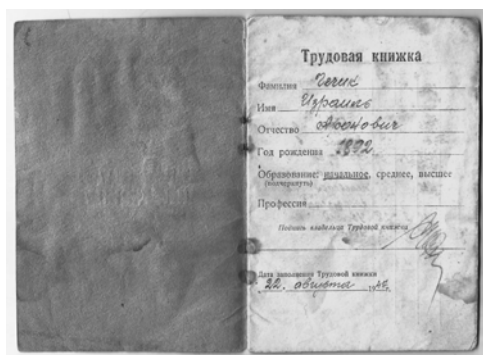 Трудовая книжка
Фамилия Чечик
Имя Израиль
Отчество
Год рождения 1892
Образование: начальное, среднее, высшее
(подчеркнуть)
Профессия
Подпись владельца Трудовой книжки
Дата заполнения Трудовой книжки
22. августа 19